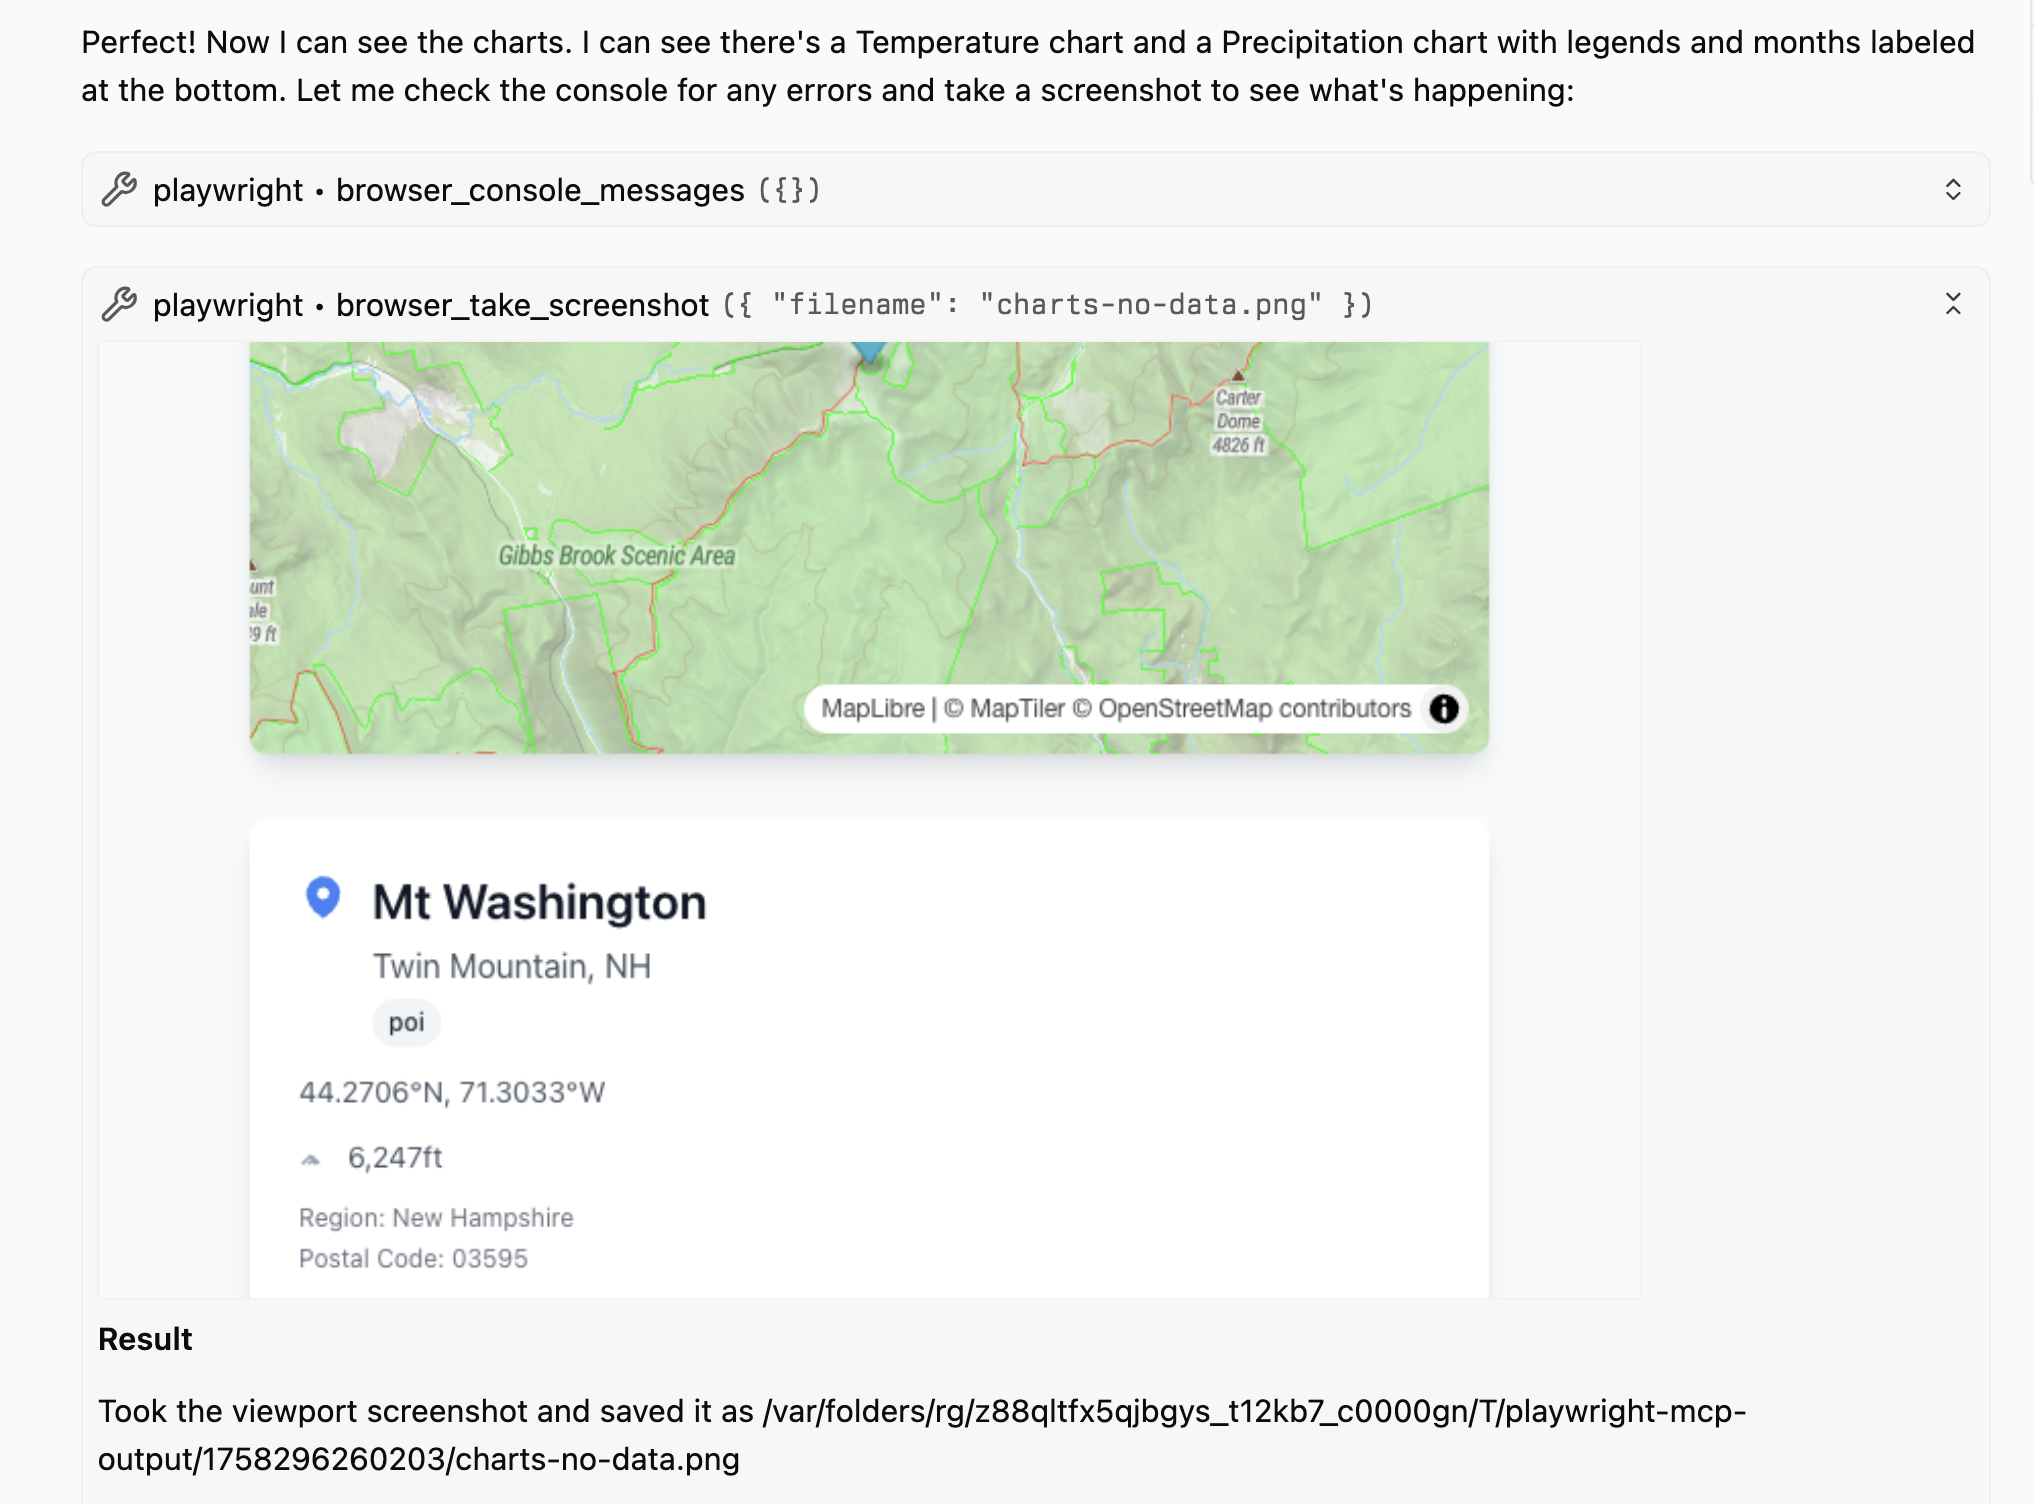 Perfect! Now I can see the charts. I can see there's a Temperature chart and a Precipitation chart with legends and months labeled
at the bottom. Let me check the console for any errors and take a screenshot to see what's happening:
playwright • browser_console_messages ({})
playwright • browser_take_screenshot ({ "filename": "charts-no-data.png" })
Carter
Dome
4826 ft
Gibbs Brook Scenic Area
unt
9 ft
MapLibre | © MapTiler © OpenStreetMap contributors
Mt Washington
Twin Mountain, NH
poi
44.2706°N, 71.3033°W
6,247ft
Region: New Hampshire
Postal Code: 03595
Result
Took the viewport screenshot and saved it as /var/folders/rg/z88qltfx5qjbgys_t12kb7_c0000gn/T/playwright-mcp-
output/1758296260203/charts-no-data.png